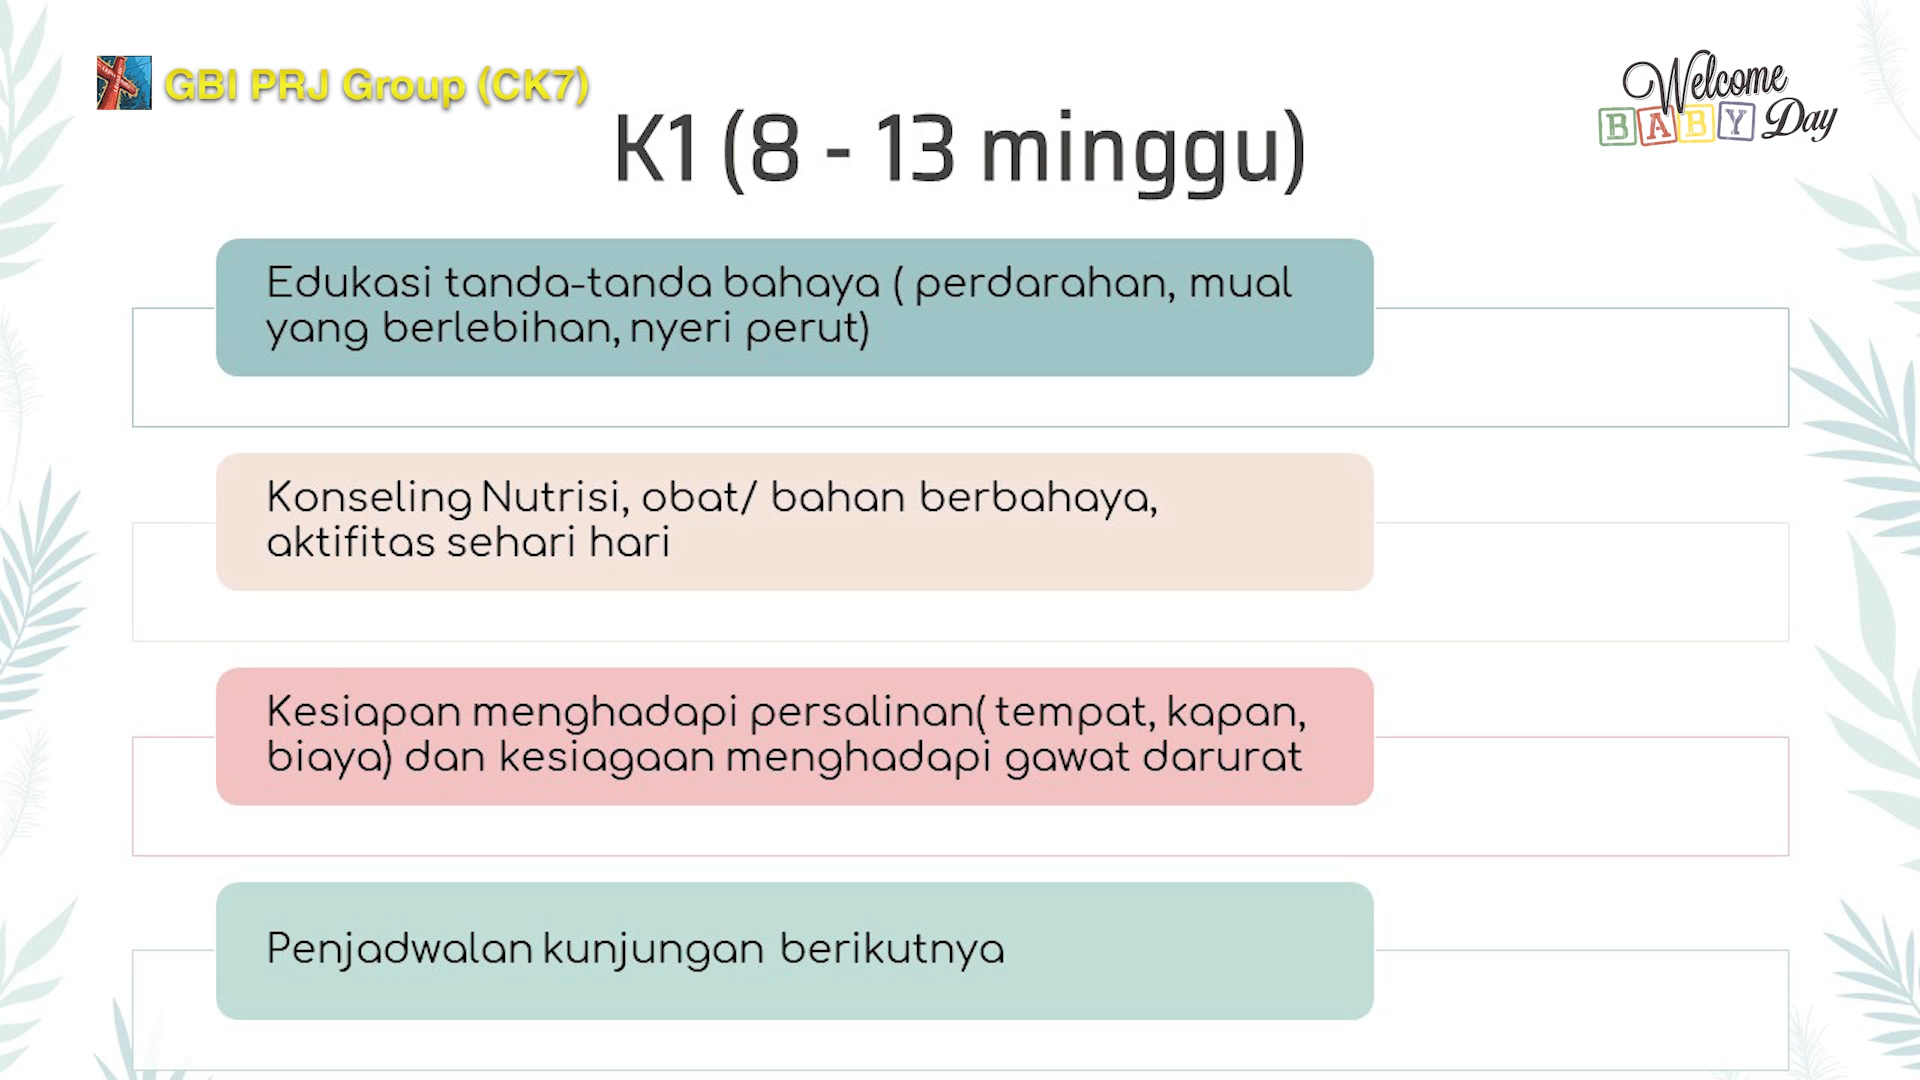 GBI PRJ Group (CK7)
Welcome
BABY Day
K1 (8 - 13 minggu)
Edukasi tanda-tanda bahaya ( perdarahan, mual
yang berlebihan, nyeri perut)
Konseling Nutrisi, obat/ bahan berbahaya,
aktifitas sehari hari
Kesiapan menghadapi persalinan( tempat, kapan,
biaya) dan kesiagaan menghadapi gawat darurat
Penjadwalan kunjungan berikutnya